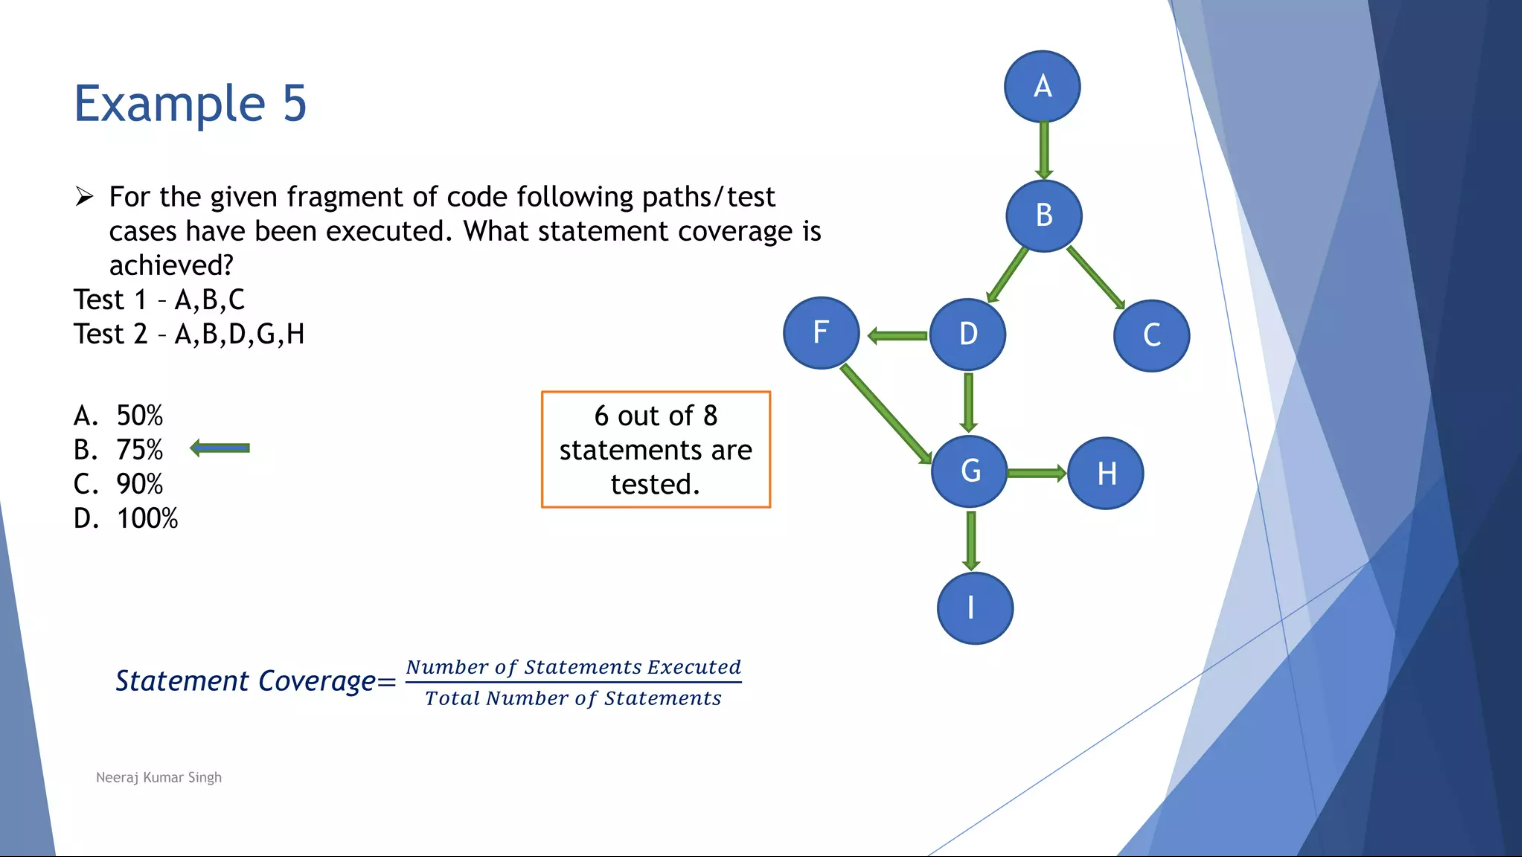 Example 5
➢ For the given fragment of code following paths/test
cases have been executed. What statement coverage is
achieved?
Test 1 – A,B,C
Test 2 – A,B,D,G,H
A. 50%
B. 75%
C. 90%
D. 100%
6 out of 8
statements are
tested.
A
B
F
D
C
G
H
I
Statement Coverage= Number of Statements Executed
Total Number of Statements
Neeraj Kumar Singh